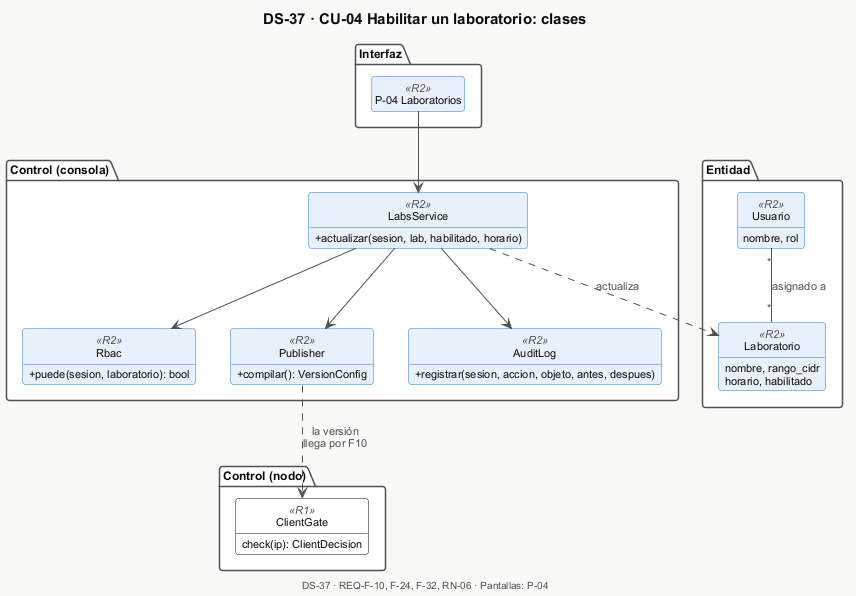 DS-37 · CU-04 Habilitar un laboratorio: clases
Interfaz
«R2»
P-04 Laboratorios
Control (consola)
«R2»
LabsService
+actualizar(sesion, lab, habilitado, horario)
Entidad
«R2»
Usuario
nombre, rol
*
asignado a
*
actualiza
«R2»
Rbac
+puede(sesion, laboratorio): bool
«R2»
Publisher
+compilar(): VersionConfig
«R2»
AuditLog
+registrar(sesion, accion, objeto, antes, despues)
«R2»
Laboratorio
nombre, rango_cidr
horario, habilitado
la versión
llega por F10
Control (nodo)
«R1»
ClientGate
check(ip): ClientDecision
DS-37 · REQ-F-10, F-24, F-32, RN-06 · Pantallas: P-04